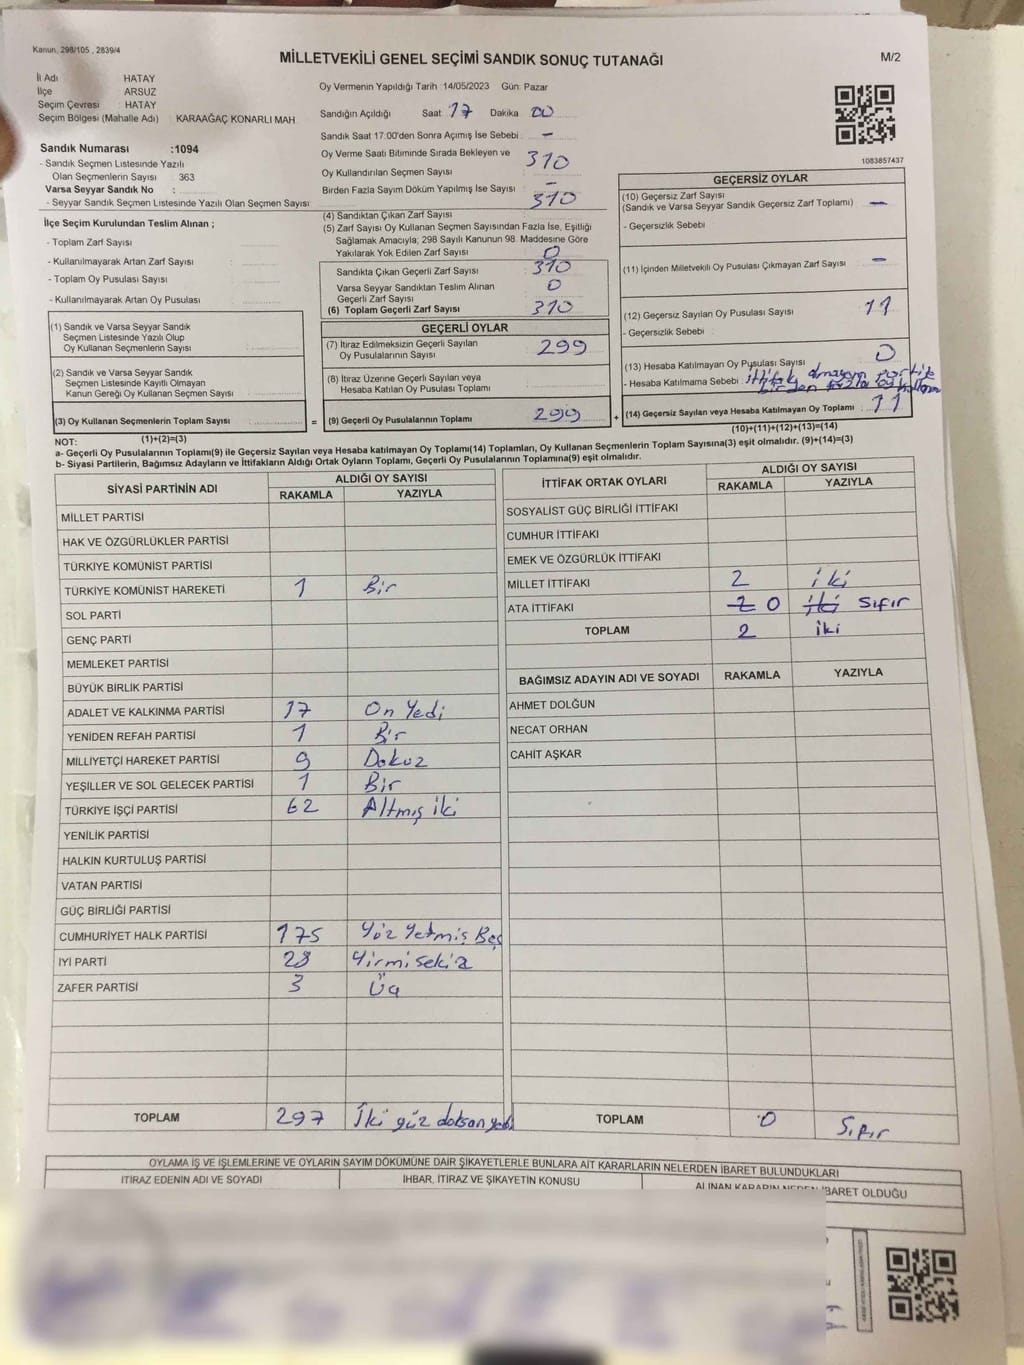 Kanun, 298/105 , 2839/4
MİLLETVEKİLİ GENEL SEÇİMİ SANDIK SONUÇ TUTANAĞI
M/2
İl Adı HATAY
İlçe ARSUZ
Seçim Çevresi : HATAY
Seçim Bölgesi (Mahalle Adı) : KARAAĞAÇ KONARLI MAH
Sandık Numarası :1094
- Sandık Seçmen Listesinde Yazılı
Olan Seçmenlerin Sayısı : 363
Varsa Seyyar Sandık No :
- Seyyar Sandık Seçmen Listesinde Yazılı Olan Seçmen Sayısı:
İlçe Seçim Kurulundan Teslim Alınan ;
- Toplam Zarf Sayısı
- Kullanılmayarak Artan Zarf Sayısı :
- Toplam Oy Pusulası Sayısı
- Kullanılmayarak Artan Oy Pusulası :
(1) Sandık ve Varsa Seyyar Sandık
Seçmen Listesinde Yazılı Olup
Oy Kullanan Seçmenlerin Sayısı :
(2) Sandık ve Varsa Seyyar Sandık
Seçmen Listesinde Kayıtlı Olmayan
Kanun Gereği Oy Kullanan Seçmen Sayısı :
(3) Oy Kullanan Seçmenlerin Toplam Sayısı :
(1)+(2)=(3)
Oy Vermenin Yapıldığı Tarih : 14/05/2023 Gün: Pazar
Sandığın Açıldığı Saat 17 Dakika 00
Sandık Saat 17:00'den Sonra Açımış İse Sebebi : -
Oy Verme Saati Bitiminde Sırada Bekleyen ve
Oy Kullandırılan Seçmen Sayısı 310
Birden Fazla Sayım Döküm Yapılmış İse Sayısı : -
(4) Sandıktan Çıkan Zarf Sayısı 310
(5) Zarf Sayısı Oy Kullanan Seçmen Sayısından Fazla İse, Eşitliği
Sağlamak Amacıyla; 298 Sayılı Kanunun 98. Maddesine Göre
Yakılarak Yok Edilen Zarf Sayısı 0
Sandıkta Çıkan Geçerli Zarf Sayısı : 310
Varsa Seyyar Sandıktan Teslim Alınan
Geçerli Zarf Sayısı 0
(6) Toplam Geçerli Zarf Sayısı : 310
GEÇERLİ OYLAR
(7) İtiraz Edilmeksizin Geçerli Sayılan
Oy Pusulalarının Sayısı : 299
(8) İtiraz Üzerine Geçerli Sayılan veya
Hesaba Katılan Oy Pusulası Toplamı :
= (9) Geçerli Oy Pusulalarının Toplamı : 299 +
1083857437
GEÇERSİZ OYLAR
(10) Geçersiz Zarf Sayısı
(Sandık ve Varsa Seyyar Sandık Geçersiz Zarf Toplamı) : -
- Geçersizlik Sebebi
(11) İçinden Milletvekili Oy Pusulası Çıkmayan Zarf Sayısı : -
(12) Geçersiz Sayılan Oy Pusulası Sayısı : 11
- Geçersizlik Sebebi :
(13) Hesaba Katılmayan Oy Pusulası Sayısı : 0
- Hesaba Katılmama Sebebi : ittifak olmayan partile
birden fazla oy kullanımı
(14) Geçersiz Sayılan veya Hesaba Katılmayan Oy Toplamı : 11
(10)+(11)+(12)+(13)=(14)
NOT:
a- Geçerli Oy Pusulalarının Toplamı(9) ile Geçersiz Sayılan veya Hesaba katılmayan Oy Toplamı(14) Toplamları, Oy Kullanan Seçmenlerin Toplam Sayısına(3) eşit olmalıdır. (9)+(14)=(3)
b- Siyasi Partilerin, Bağımsız Adayların ve İttifakların Aldığı Ortak Oyların Toplamı, Geçerli Oy Pusulalarının Toplamına(9) eşit olmalıdır.
SİYASİ PARTİNİN ADI ALDIĞI OY SAYISI
RAKAMLA YAZIYLA
MİLLET PARTİSİ
HAK VE ÖZGÜRLÜKLER PARTİSİ
TÜRKİYE KOMÜNİST PARTİSİ
TÜRKİYE KOMÜNİST HAREKETİ 1 Bir
SOL PARTİ
GENÇ PARTİ
MEMLEKET PARTİSİ
BÜYÜK BİRLİK PARTİSİ
ADALET VE KALKINMA PARTİSİ 17 On Yedi
YENİDEN REFAH PARTİSİ 1 Bir
MİLLİYETÇİ HAREKET PARTİSİ 9 Dokuz
YEŞİLLER VE SOL GELECEK PARTİSİ 1 Bir
TÜRKİYE İŞÇİ PARTİSİ 62 Altmış iki
YENİLİK PARTİSİ
HALKIN KURTULUŞ PARTİSİ
VATAN PARTİSİ
GÜÇ BİRLİĞİ PARTİSİ
CUMHURİYET HALK PARTİSİ 175 Yüz Yetmiş Beş
İYİ PARTİ 28 Yirmi sekiz
ZAFER PARTİSİ 3 Üç
TOPLAM 297 İki yüz doksan yedi
İTTİFAK ORTAK OYLARI ALDIĞI OY SAYISI
RAKAMLA YAZIYLA
SOSYALİST GÜÇ BİRLİĞİ İTTİFAKI
CUMHUR İTTİFAKI
EMEK VE ÖZGÜRLÜK İTTİFAKI
MİLLET İTTİFAKI 2 iki
ATA İTTİFAKI 2 0 iki sıfır
TOPLAM 2 iki
BAĞIMSIZ ADAYIN ADI VE SOYADI RAKAMLA YAZIYLA
AHMET DOLĞUN
NECAT ORHAN
CAHİT AŞKAR
TOPLAM 0 Sıfır
OYLAMA İŞ VE İŞLEMLERİNE VE OYLARIN SAYIM DÖKÜMÜNE DAİR ŞİKAYETLERLE BUNLARA AİT KARARLARIN NELERDEN İBARET BULUNDUKLARI
İTİRAZ EDENİN ADI VE SOYADI İHBAR, İTİRAZ VE ŞİKAYETİN KONUSU ALINAN KARARIN NEDEN İBARET OLDUĞU